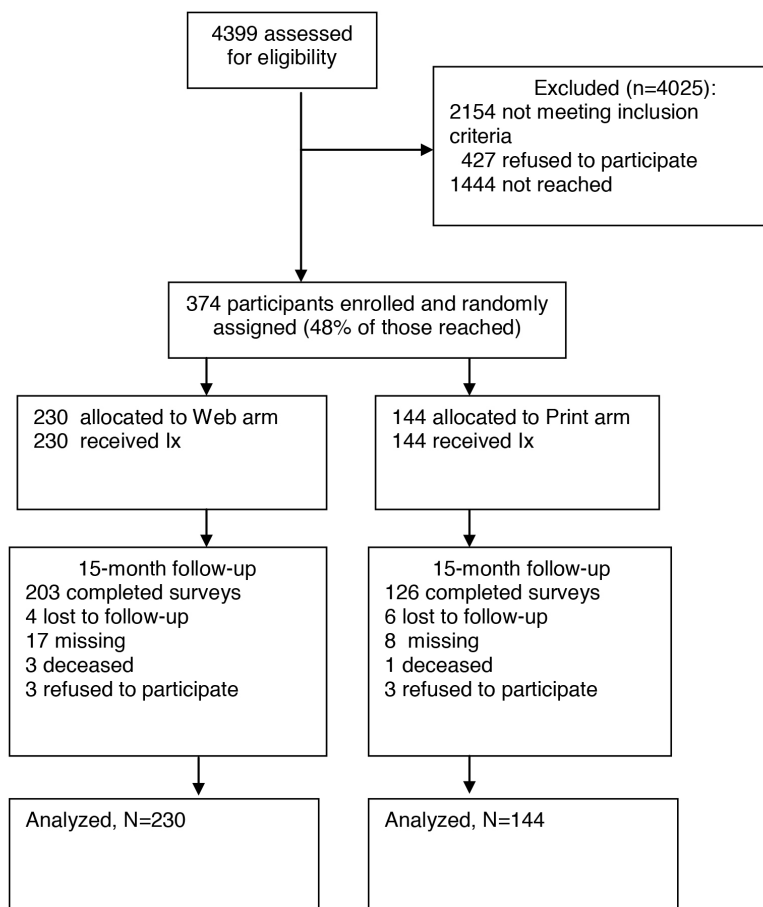 4399 assessed
for eligibility
Excluded (n=4025):
2154 not meeting inclusion
criteria
427 refused to participate
1444 not reached
374 participants enrolled and randomly
assigned (48% of those reached)
230  allocated to Web arm
230  received Ix
144 allocated to Print arm
144 received Ix
15-month follow-up
203 completed surveys
4 lost to follow-up
17 missing
3 deceased
3 refused to participate
15-month follow-up
126 completed surveys
6 lost to follow-up
8  missing
1 deceased
3 refused to participate
Analyzed, N=230
Analyzed, N=144